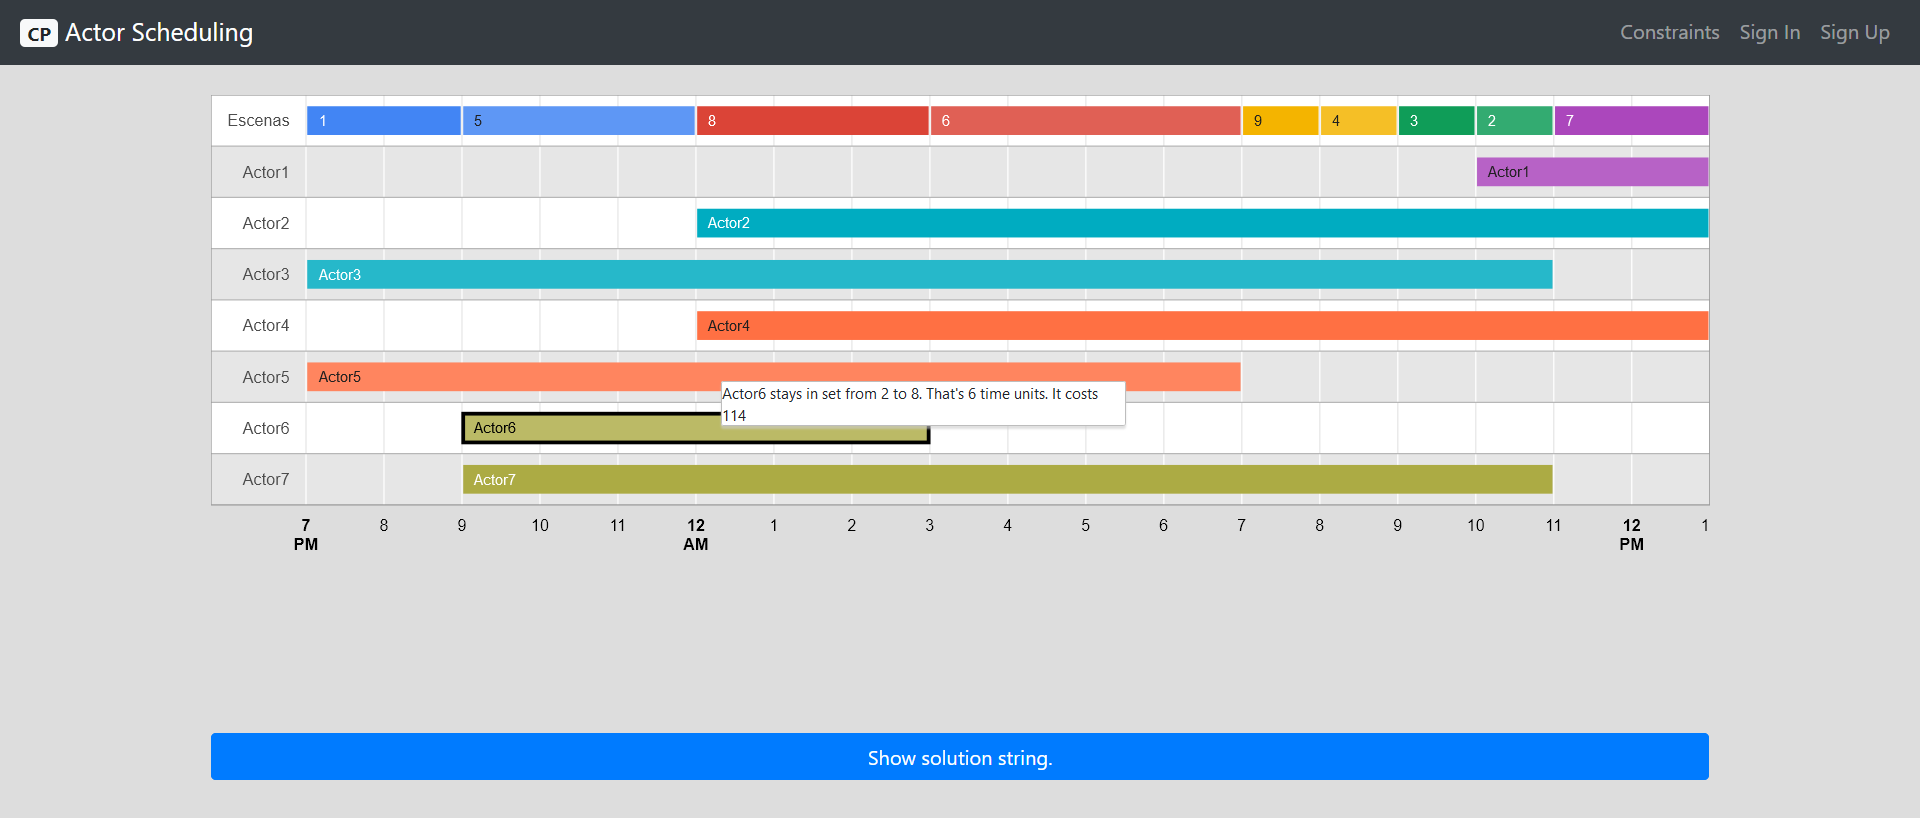 CP Actor Scheduling
Constraints Sign In Sign Up
Escenas 1 5 8 6 9 4 3 2 7
Actor1 Actor1
Actor2 Actor2
Actor3 Actor3
Actor4 Actor4
Actor5 Actor5
Actor6 stays in set from 2 to 8. That's 6 time units. It costs
114
Actor6 Actor6
Actor7 Actor7
7 8 9 10 11 12 1 2 3 4 5 6 7 8 9 10 11 12 1
PM AM PM
Show solution string.